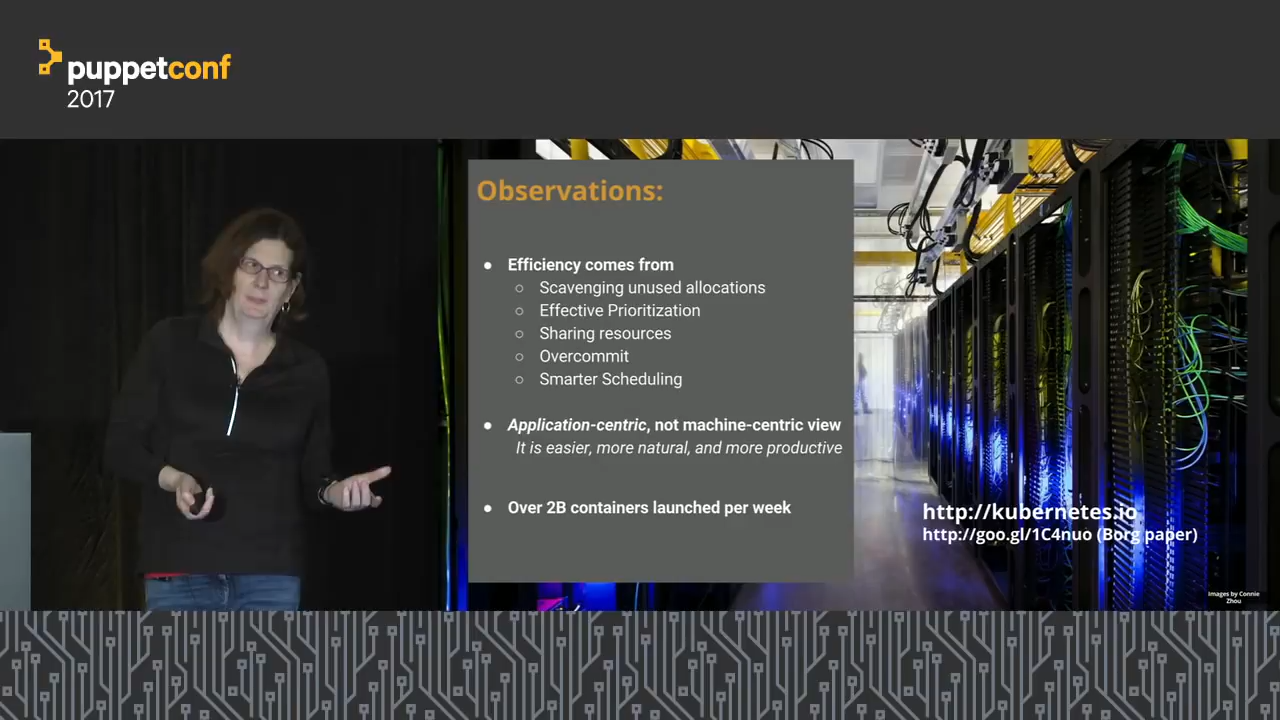 puppetconf
2017
Observations:
● Efficiency comes from
○ Scavenging unused allocations
○ Effective Prioritization
○ Sharing resources
○ Overcommit
○ Smarter Scheduling
● Application-centric, not machine-centric view
It is easier, more natural, and more productive
● Over 2B containers launched per week
http://kubernetes.io
http://goo.gl/1C4nuo (Borg paper)
Images by Connie
Zhou